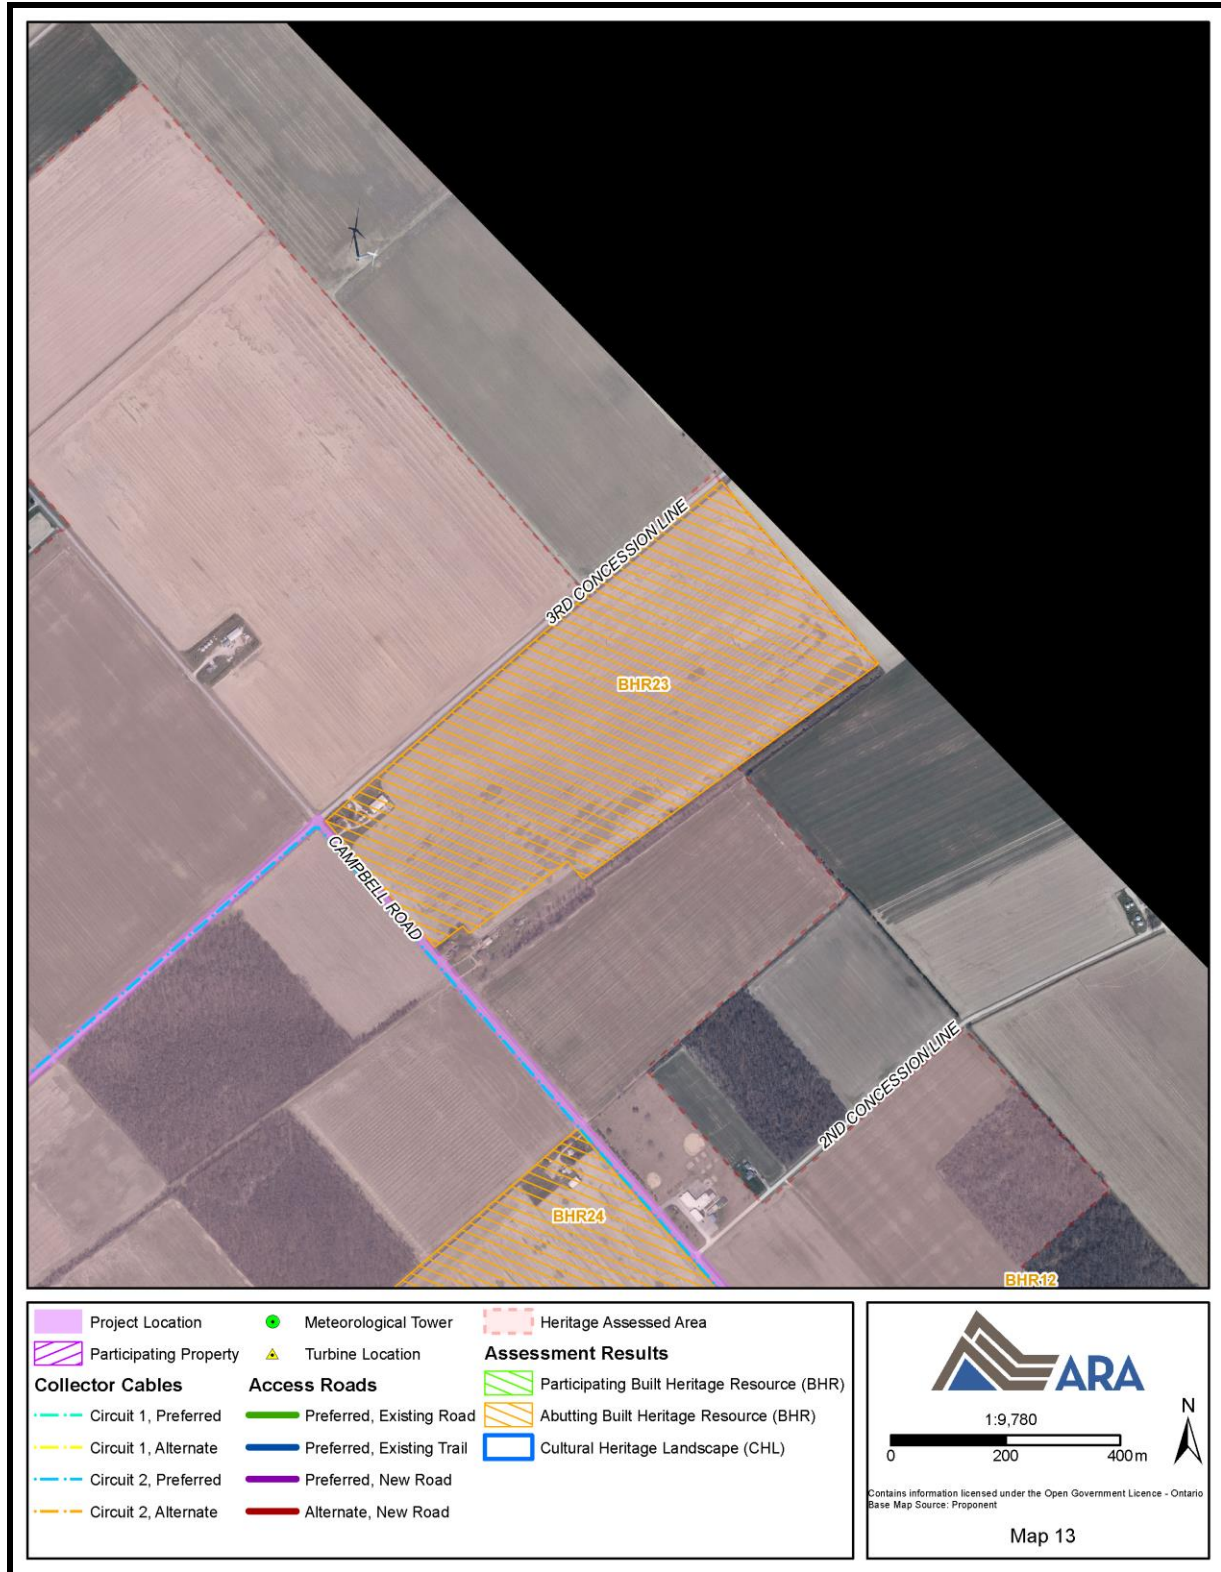 3RD CONCESSION LINE
BHR23
CAMPBELL ROAD
2ND CONCESSION LINE
BHR24
BHR12
Project Location
Participating Property
Collector Cables
Circuit 1, Preferred
Circuit 1, Alternate
Circuit 2, Preferred
Circuit 2, Alternate
Meteorological Tower
Turbine Location
Access Roads
Preferred, Existing Road
Preferred, Existing Trail
Preferred, New Road
Alternate, New Road
Heritage Assessed Area
Assessment Results
Participating Built Heritage Resource (BHR)
Abutting Built Heritage Resource (BHR)
Cultural Heritage Landscape (CHL)
ARA
N
1:9,780
0 200 400 m
Contains information licensed under the Open Government Licence - Ontario
Base Map Source: Proponent
Map 13